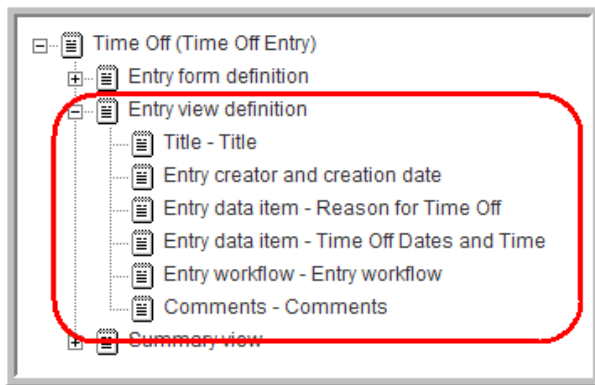 Time Off (Time Off Entry)
Entry form definition
Entry view definition
Title - Title
Entry creator and creation date
Entry data item - Reason for Time Off
Entry data item - Time Off Dates and Time
Entry workflow - Entry workflow
Comments - Comments
Summary view